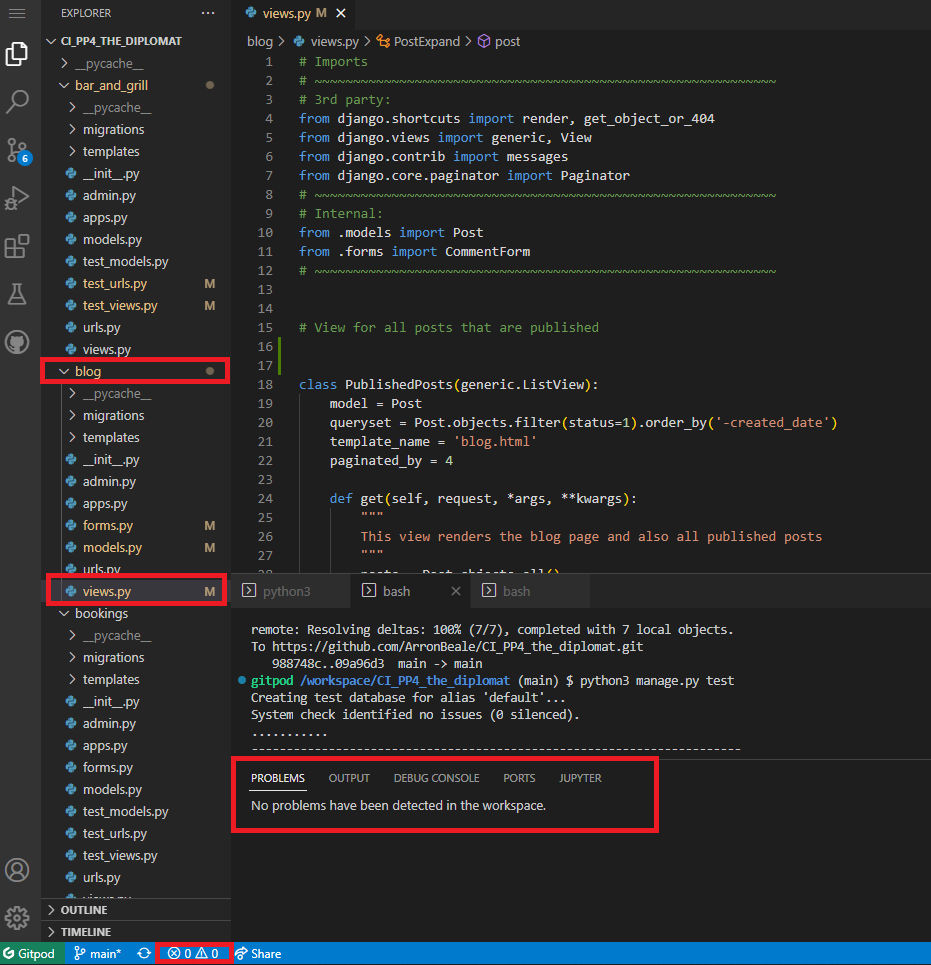 EXPLORER
CI_PP4_THE_DIPLOMAT
__pycache__
bar_and_grill
__pycache__
migrations
templates
__init__.py
admin.py
apps.py
models.py
test_models.py
test_urls.py M
test_views.py M
urls.py
views.py
blog
__pycache__
migrations
templates
__init__.py
admin.py
apps.py
forms.py M
models.py M
urls.py
views.py M
bookings
__pycache__
migrations
templates
__init__.py
admin.py
apps.py
forms.py
models.py
test_models.py
test_urls.py
test_views.py
urls.py
views.py
OUTLINE
TIMELINE
6
views.py M
blog > views.py > PostExpand > post
1 # Imports
2 # ~~~~~~~~~~~~~~~~~~~~~~~~~~~~~~~~~~~~~~~~~~~~~~~~~~~~~~~~~~~~
3 # 3rd party:
4 from django.shortcuts import render, get_object_or_404
5 from django.views import generic, View
6 from django.contrib import messages
7 from django.core.paginator import Paginator
8 # ~~~~~~~~~~~~~~~~~~~~~~~~~~~~~~~~~~~~~~~~~~~~~~~~~~~~~~~~~~~~
9 # Internal:
10 from .models import Post
11 from .forms import CommentForm
12 # ~~~~~~~~~~~~~~~~~~~~~~~~~~~~~~~~~~~~~~~~~~~~~~~~~~~~~~~~~~~~
13
14
15 # View for all posts that are published
16
17
18 class PublishedPosts(generic.ListView):
19 model = Post
20 queryset = Post.objects.filter(status=1).order_by('-created_date')
21 template_name = 'blog.html'
22 paginated_by = 4
23
24 def get(self, request, *args, **kwargs):
25 """
26 This view renders the blog page and also all published posts
27 """
28 posts = Post.objects.all()
python3
bash
bash
remote: Resolving deltas: 100% (7/7), completed with 7 local objects.
To https://github.com/ArronBeale/CI_PP4_the_diplomat.git
988748c..09a96d3 main -> main
gitpod /workspace/CI_PP4_the_diplomat (main) $ python3 manage.py test
Creating test database for alias 'default'...
System check identified no issues (0 silenced).
...........
----------------------------------------------------------------------
PROBLEMS OUTPUT DEBUG CONSOLE PORTS JUPYTER
No problems have been detected in the workspace.
Gitpod main* 0 0 Share